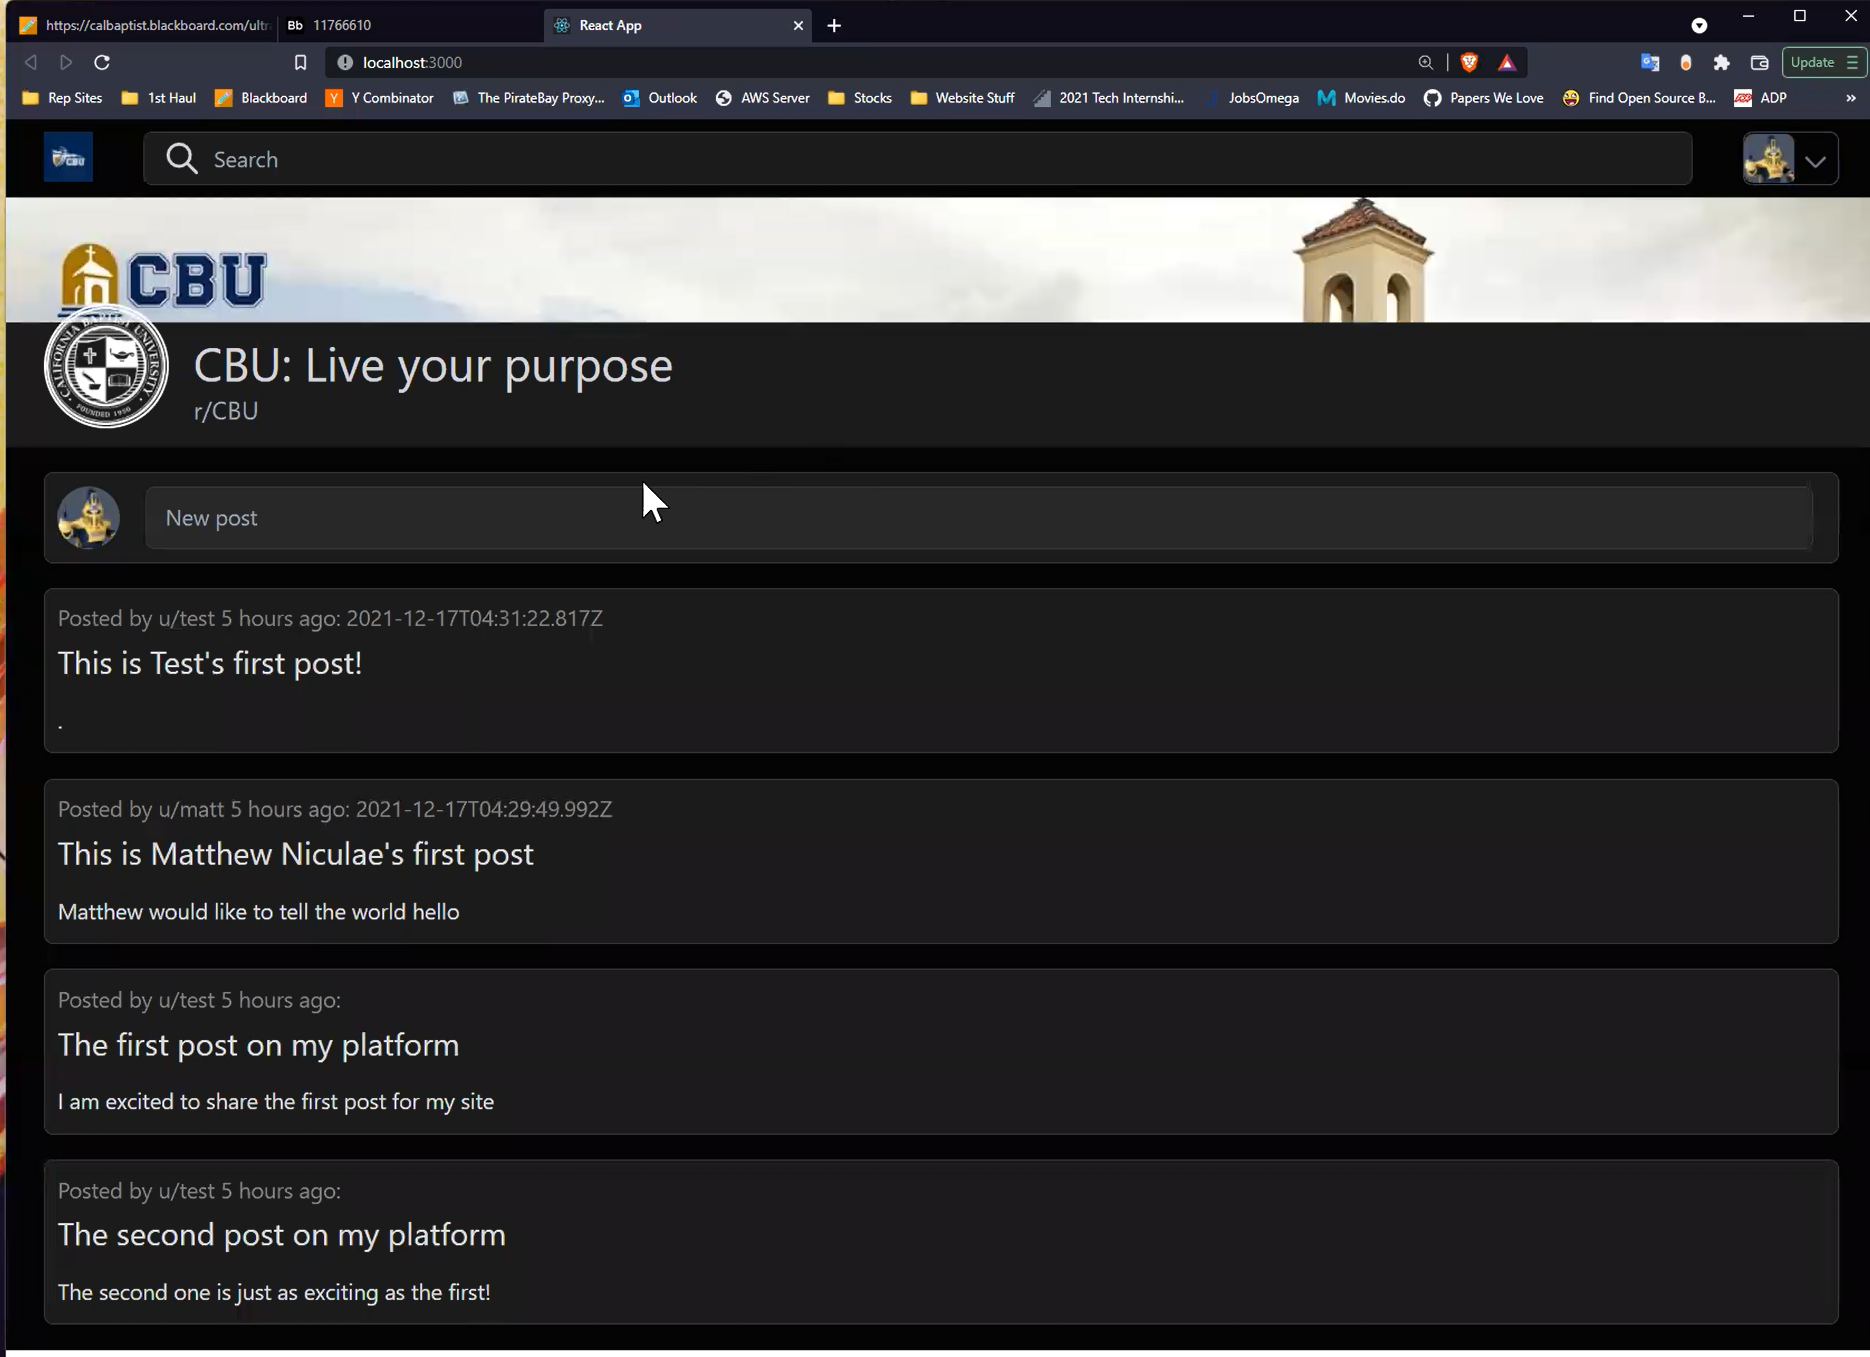 https://calbaptist.blackboard.com/ultr
Bb 11766610
React App
localhost:3000
Update
Rep Sites
1st Haul
Blackboard
Y Combinator
The PirateBay Proxy...
Outlook
AWS Server
Stocks
Website Stuff
2021 Tech Internshi...
JobsOmega
Movies.do
Papers We Love
Find Open Source B...
ADP
CBU
Search
CBU
CALIFORNIA BAPTIST UNIVERSITY
FOUNDED 1950
CBU: Live your purpose
r/CBU
New post
Posted by u/test 5 hours ago: 2021-12-17T04:31:22.817Z
This is Test's first post!
.
Posted by u/matt 5 hours ago: 2021-12-17T04:29:49.992Z
This is Matthew Niculae's first post
Matthew would like to tell the world hello
Posted by u/test 5 hours ago:
The first post on my platform
I am excited to share the first post for my site
Posted by u/test 5 hours ago:
The second post on my platform
The second one is just as exciting as the first!